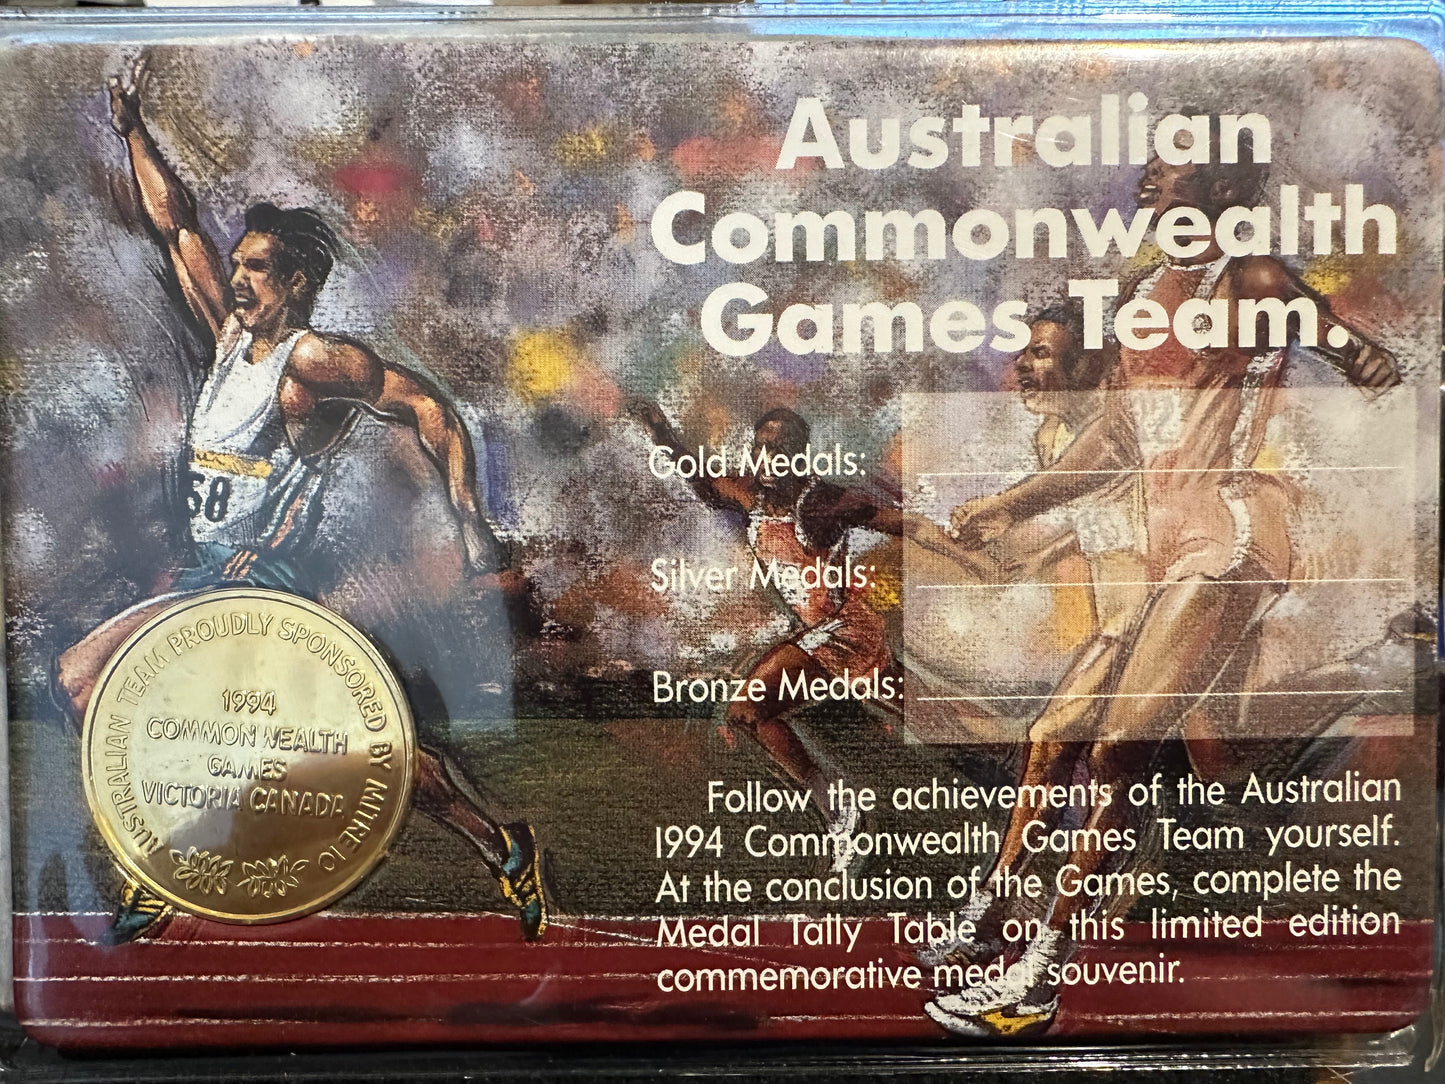 Australian
Commonwealth
Games Team.
Gold Medals:
Silver Medals:
Bronze Medals:
Follow the achievements of the Australian
1994 Commonwealth Games Team yourself.
At the conclusion of the Games, complete the
Medal Tally Table on this limited edition
commemorative medal souvenir.
68
AUSTRALIAN TEAM PROUDLY SPONSORED BY MITRE 10
1994
COMMONWEALTH
GAMES
VICTORIA CANADA